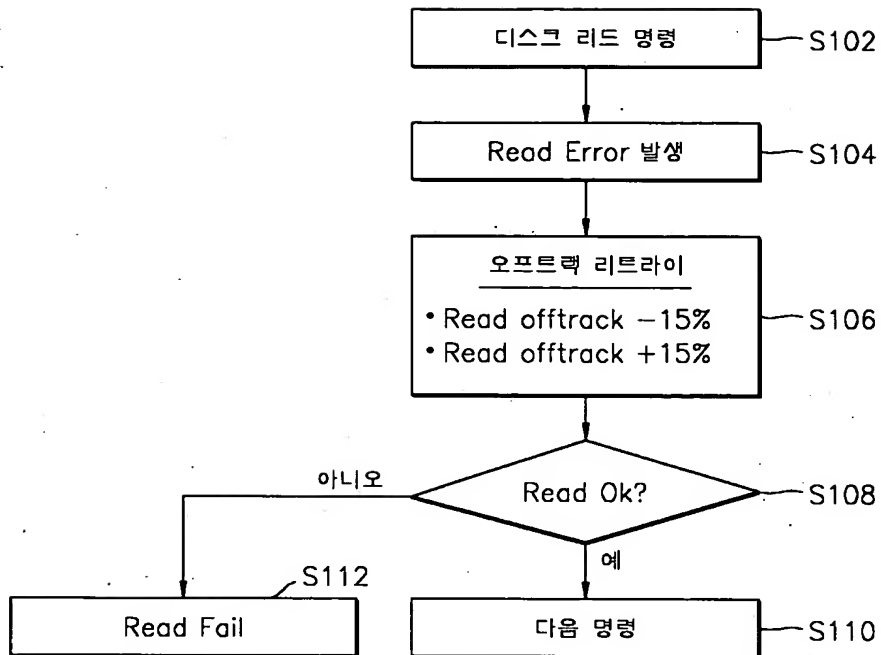 디스크 리드 명령 S102
Read Error 발생 S104
오프트랙 리트라이
• Read offtrack −15%
• Read offtrack +15%
S106
Read Ok? S108
아니오
예
S112
Read Fail
다음 명령 S110